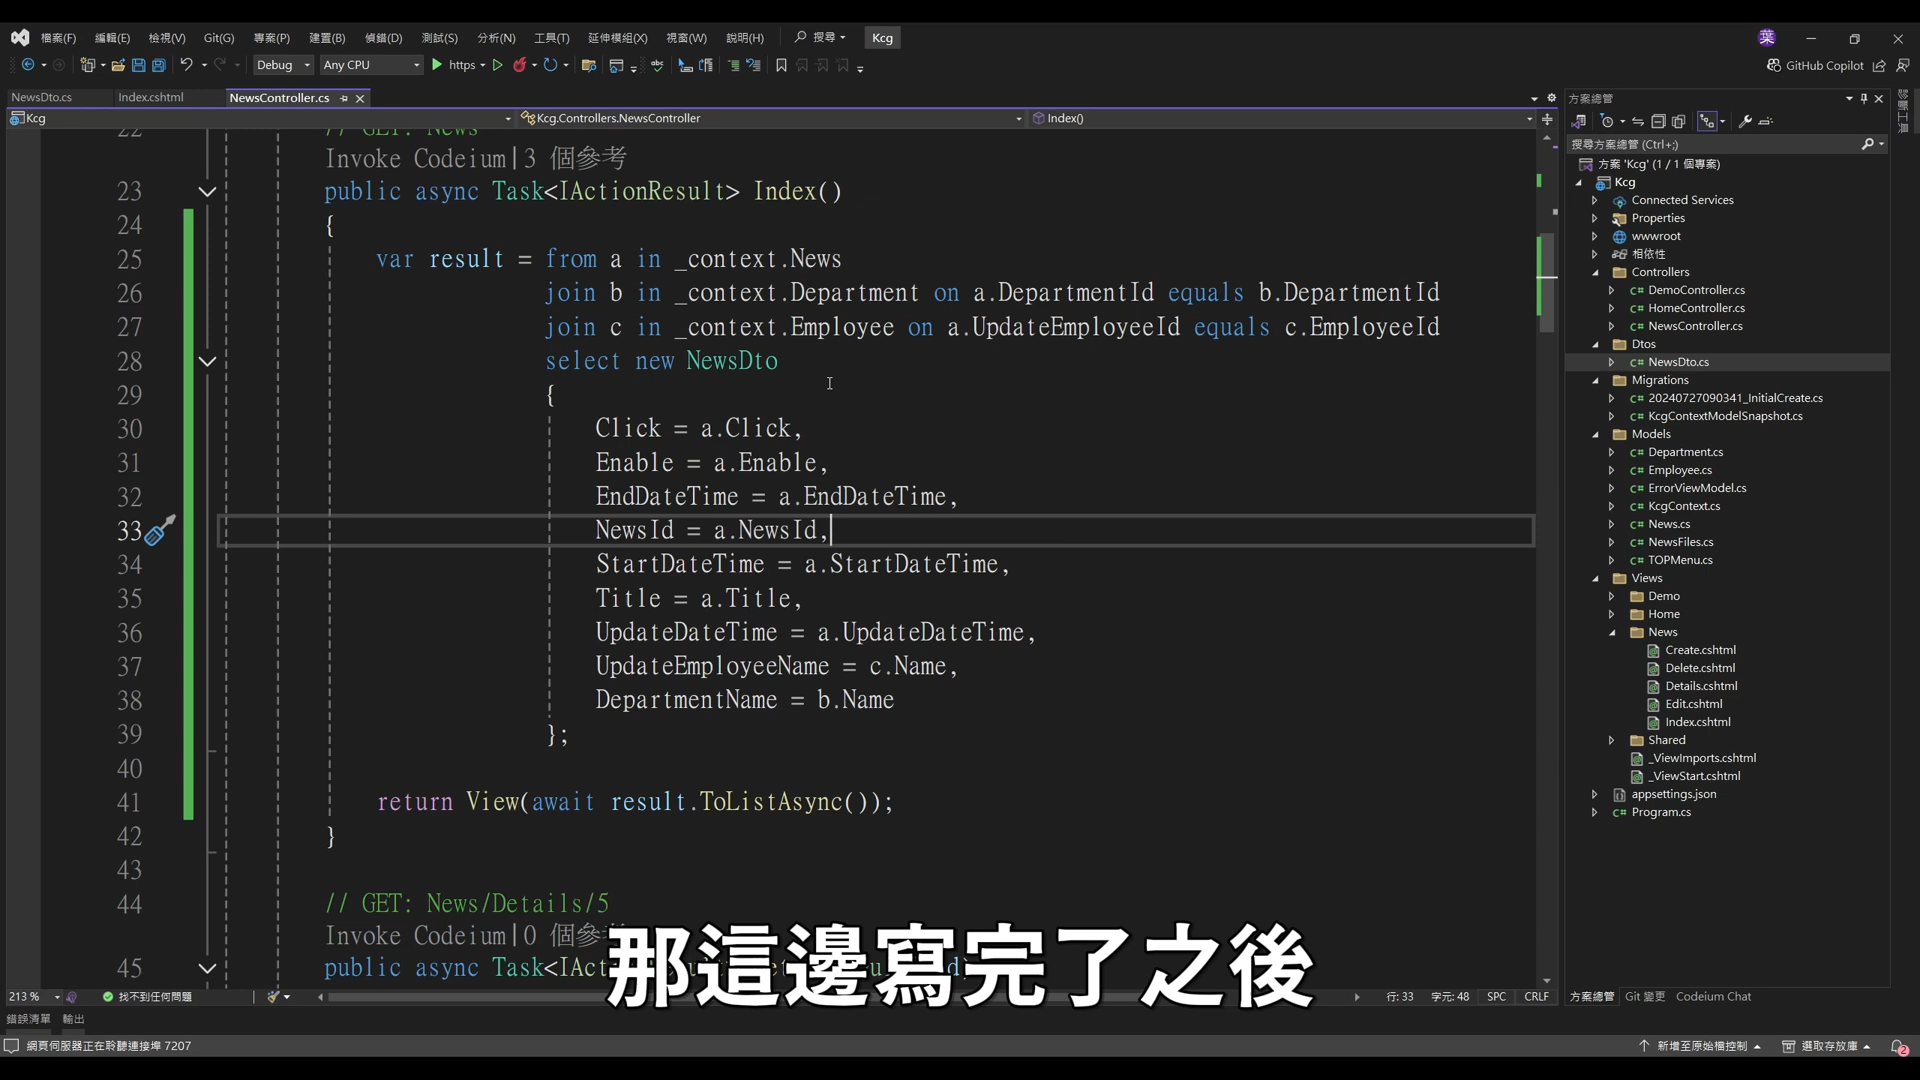 檔案(F) 編輯(E) 檢視(V) Git(G) 專案(P) 建置(B) 偵錯(D) 測試(S) 分析(N) 工具(T) 延伸模組(X) 視窗(W) 說明(H) 搜尋 Kcg 葉
Debug Any CPU https GitHub Copilot
NewsDto.cs Index.cshtml NewsController.cs
Kcg Kcg.Controllers.NewsController Index()
22 // GET: News
Invoke Codeium|3 個參考
23 public async Task<IActionResult> Index()
24 {
25 var result = from a in _context.News
26 join b in _context.Department on a.DepartmentId equals b.DepartmentId
27 join c in _context.Employee on a.UpdateEmployeeId equals c.EmployeeId
28 select new NewsDto
29 {
30 Click = a.Click,
31 Enable = a.Enable,
32 EndDateTime = a.EndDateTime,
33 NewsId = a.NewsId,
34 StartDateTime = a.StartDateTime,
35 Title = a.Title,
36 UpdateDateTime = a.UpdateDateTime,
37 UpdateEmployeeName = c.Name,
38 DepartmentName = b.Name
39 };
40
41 return View(await result.ToListAsync());
42 }
43
44 // GET: News/Details/5
Invoke Codeium|0 個參
45 public async Task<IAc
那這邊寫完了之後
213 % 找不到任何問題 行: 33 字元: 48 SPC CRLF
錯誤清單 輸出
網頁伺服器正在聆聽連接埠 7207 新增至原始檔控制 選取存放庫 2
方案總管
搜尋方案總管 (Ctrl+;)
方案 'Kcg' (1 / 1 個專案)
Kcg
Connected Services
Properties
wwwroot
相依性
Controllers
C# DemoController.cs
C# HomeController.cs
C# NewsController.cs
Dtos
C# NewsDto.cs
Migrations
C# 20240727090341_InitialCreate.cs
C# KcgContextModelSnapshot.cs
Models
C# Department.cs
C# Employee.cs
C# ErrorViewModel.cs
C# KcgContext.cs
C# News.cs
C# NewsFiles.cs
C# TOPMenu.cs
Views
Demo
Home
News
Create.cshtml
Delete.cshtml
Details.cshtml
Edit.cshtml
Index.cshtml
Shared
_ViewImports.cshtml
_ViewStart.cshtml
appsettings.json
C# Program.cs
方案總管 Git 變更 Codeium Chat